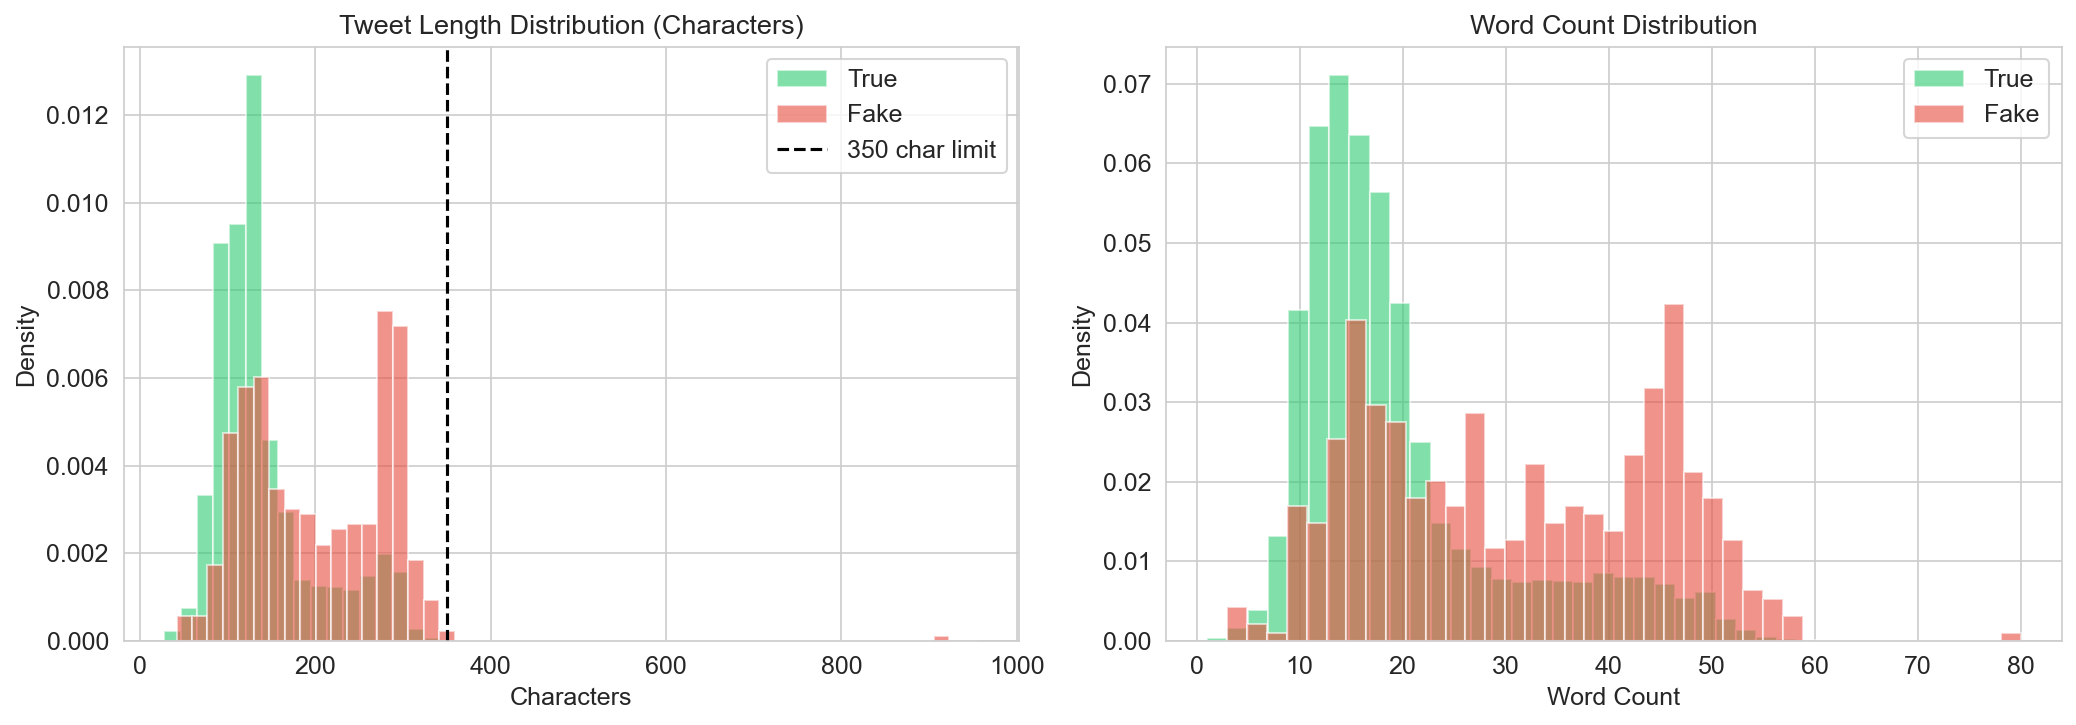 Tweet Length Distribution (Characters)
True
Fake
350 char limit
0.012
0.010
0.008
0.006
0.004
0.002
0.000
Density
0 200 400 600 800 1000
Characters
Word Count Distribution
True
Fake
0.07
0.06
0.05
0.04
0.03
0.02
0.01
0.00
Density
0 10 20 30 40 50 60 70 80
Word Count